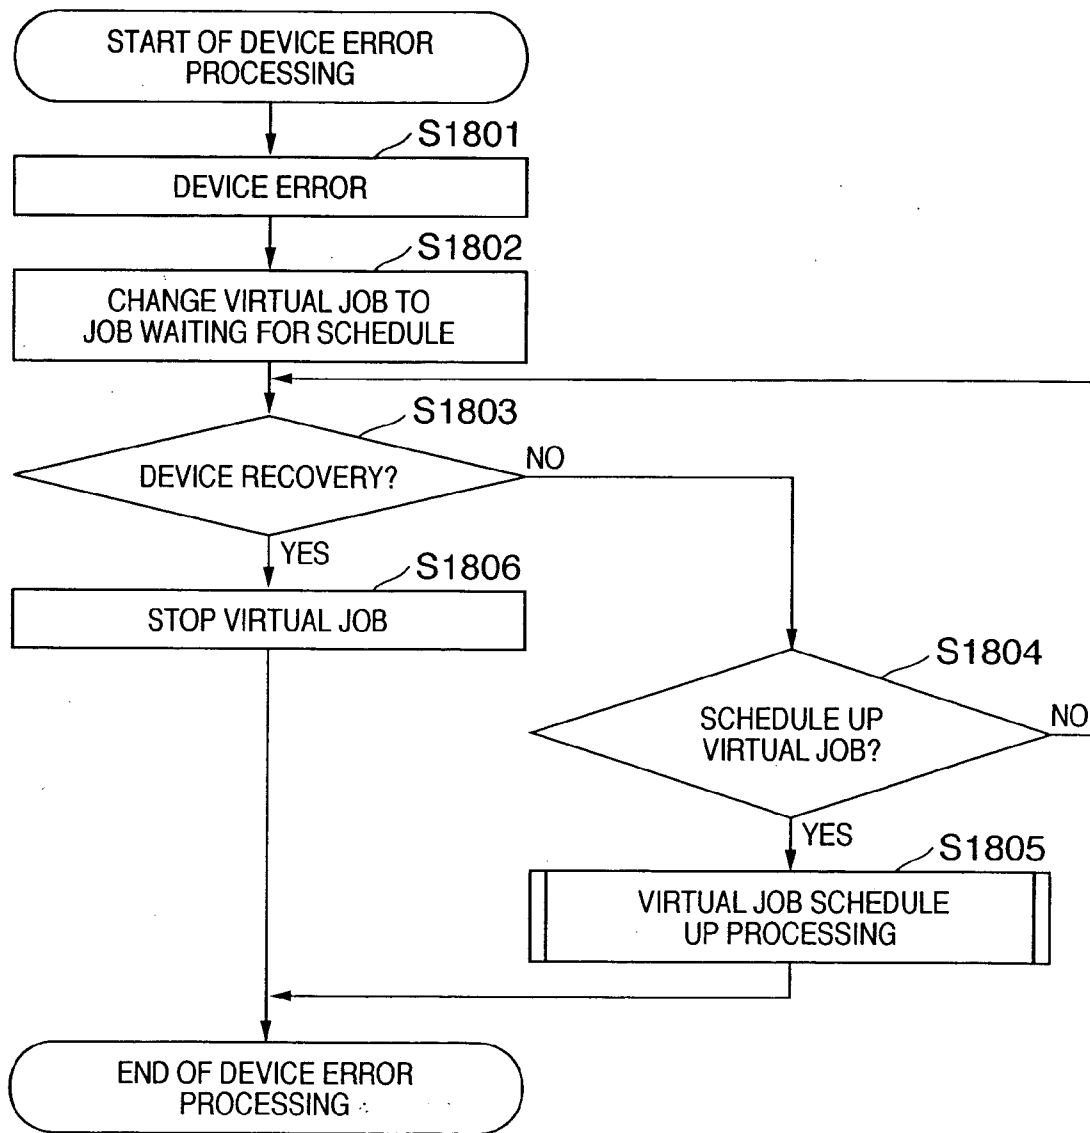 START OF DEVICE ERROR
PROCESSING
S1801
DEVICE ERROR
S1802
CHANGE VIRTUAL JOB TO
JOB WAITING FOR SCHEDULE
S1803
DEVICE RECOVERY?
NO
YES
S1806
STOP VIRTUAL JOB
S1804
SCHEDULE UP
VIRTUAL JOB?
NO
YES
S1805
VIRTUAL JOB SCHEDULE
UP PROCESSING
END OF DEVICE ERROR
PROCESSING